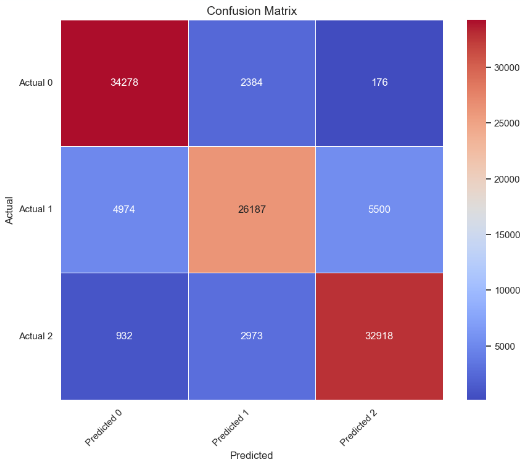 Confusion Matrix
Actual 0
34278
2384
176
Actual 1
4974
26187
5500
Actual 2
932
2973
32918
Predicted 0
Predicted 1
Predicted 2
Predicted
Actual
30000
25000
20000
15000
10000
5000